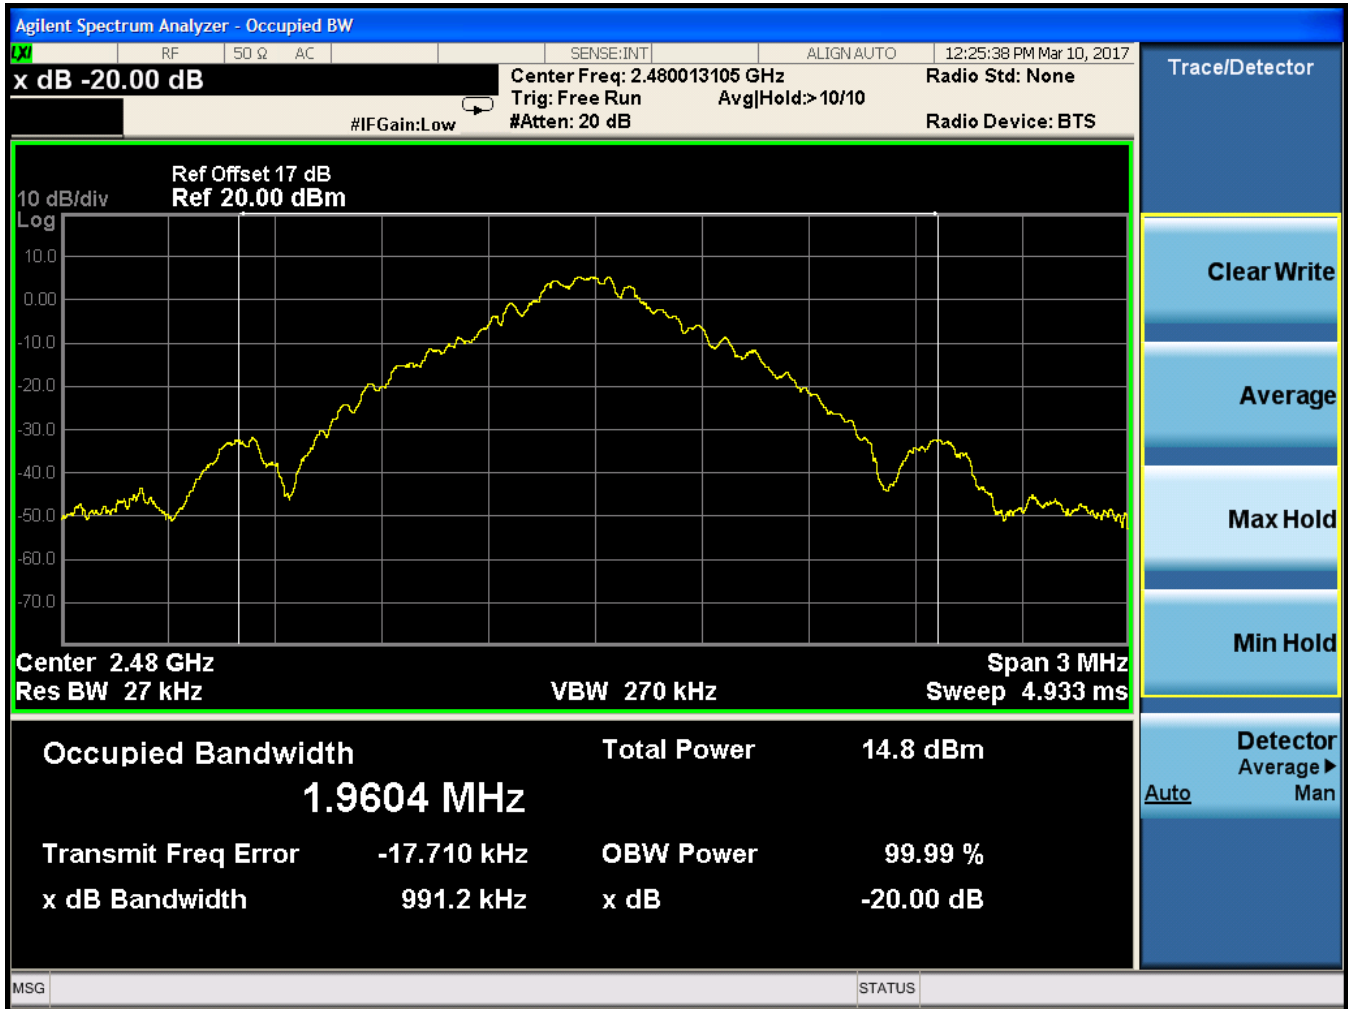 Agilent Spectrum Analyzer - Occupied BW
LXI RF 50 Ω AC SENSE:INT ALIGN AUTO 12:25:38 PM Mar 10, 2017
x dB -20.00 dB
Center Freq: 2.480013105 GHz Radio Std: None
Trig: Free Run Avg|Hold:> 10/10
#IFGain:Low #Atten: 20 dB Radio Device: BTS
Ref Offset 17 dB
10 dB/div Ref 20.00 dBm
Log
10.0
0.00
-10.0
-20.0
-30.0
-40.0
-50.0
-60.0
-70.0
Center 2.48 GHz Span 3 MHz
Res BW 27 kHz VBW 270 kHz Sweep 4.933 ms
Occupied Bandwidth Total Power 14.8 dBm
1.9604 MHz
Transmit Freq Error -17.710 kHz OBW Power 99.99 %
x dB Bandwidth 991.2 kHz x dB -20.00 dB
Trace/Detector
Clear Write
Average
Max Hold
Min Hold
Detector
Average▶
Auto Man
MSG STATUS